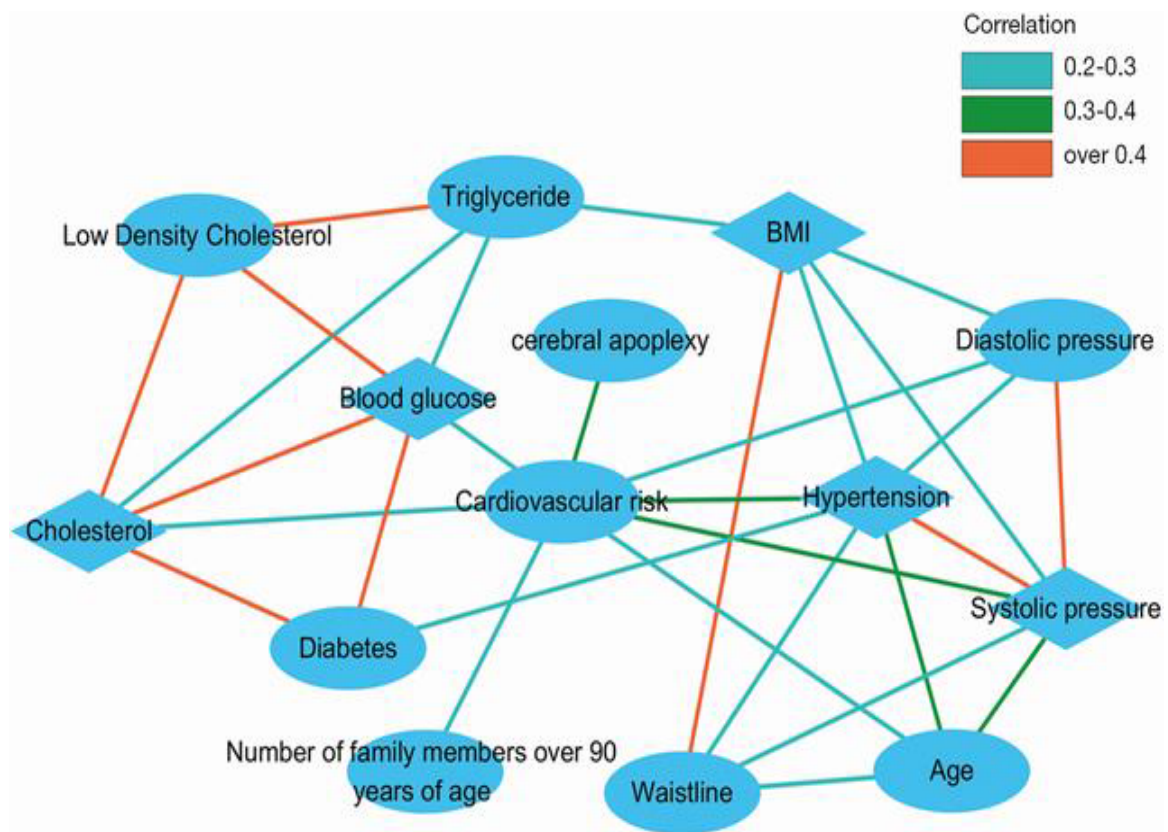 Correlation
0.2-0.3
0.3-0.4
over 0.4
Triglyceride
Low Density Cholesterol
BMI
cerebral apoplexy
Diastolic pressure
Blood glucose
Cardiovascular risk
Hypertension
Cholesterol
Systolic pressure
Diabetes
Number of family members over 90
years of age
Waistline
Age